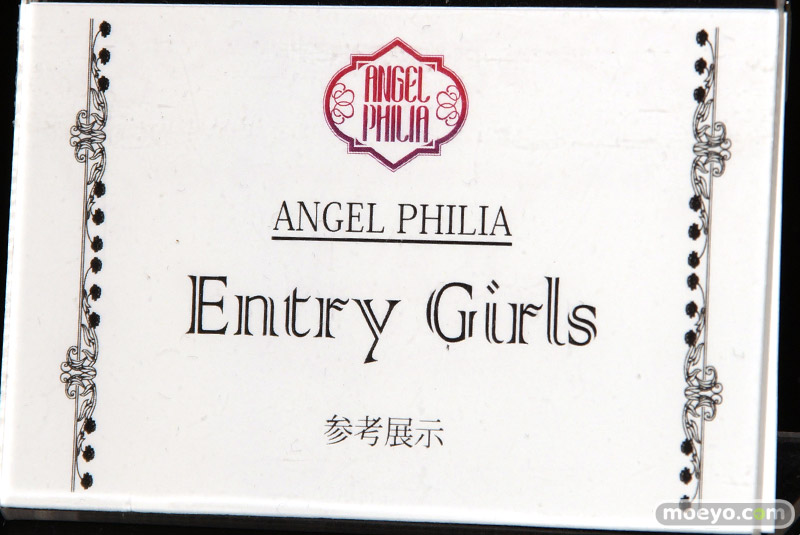 ANGEL
PHILIA
ANGEL PHILIA
Entry Girls
参考展示
moeyo.com